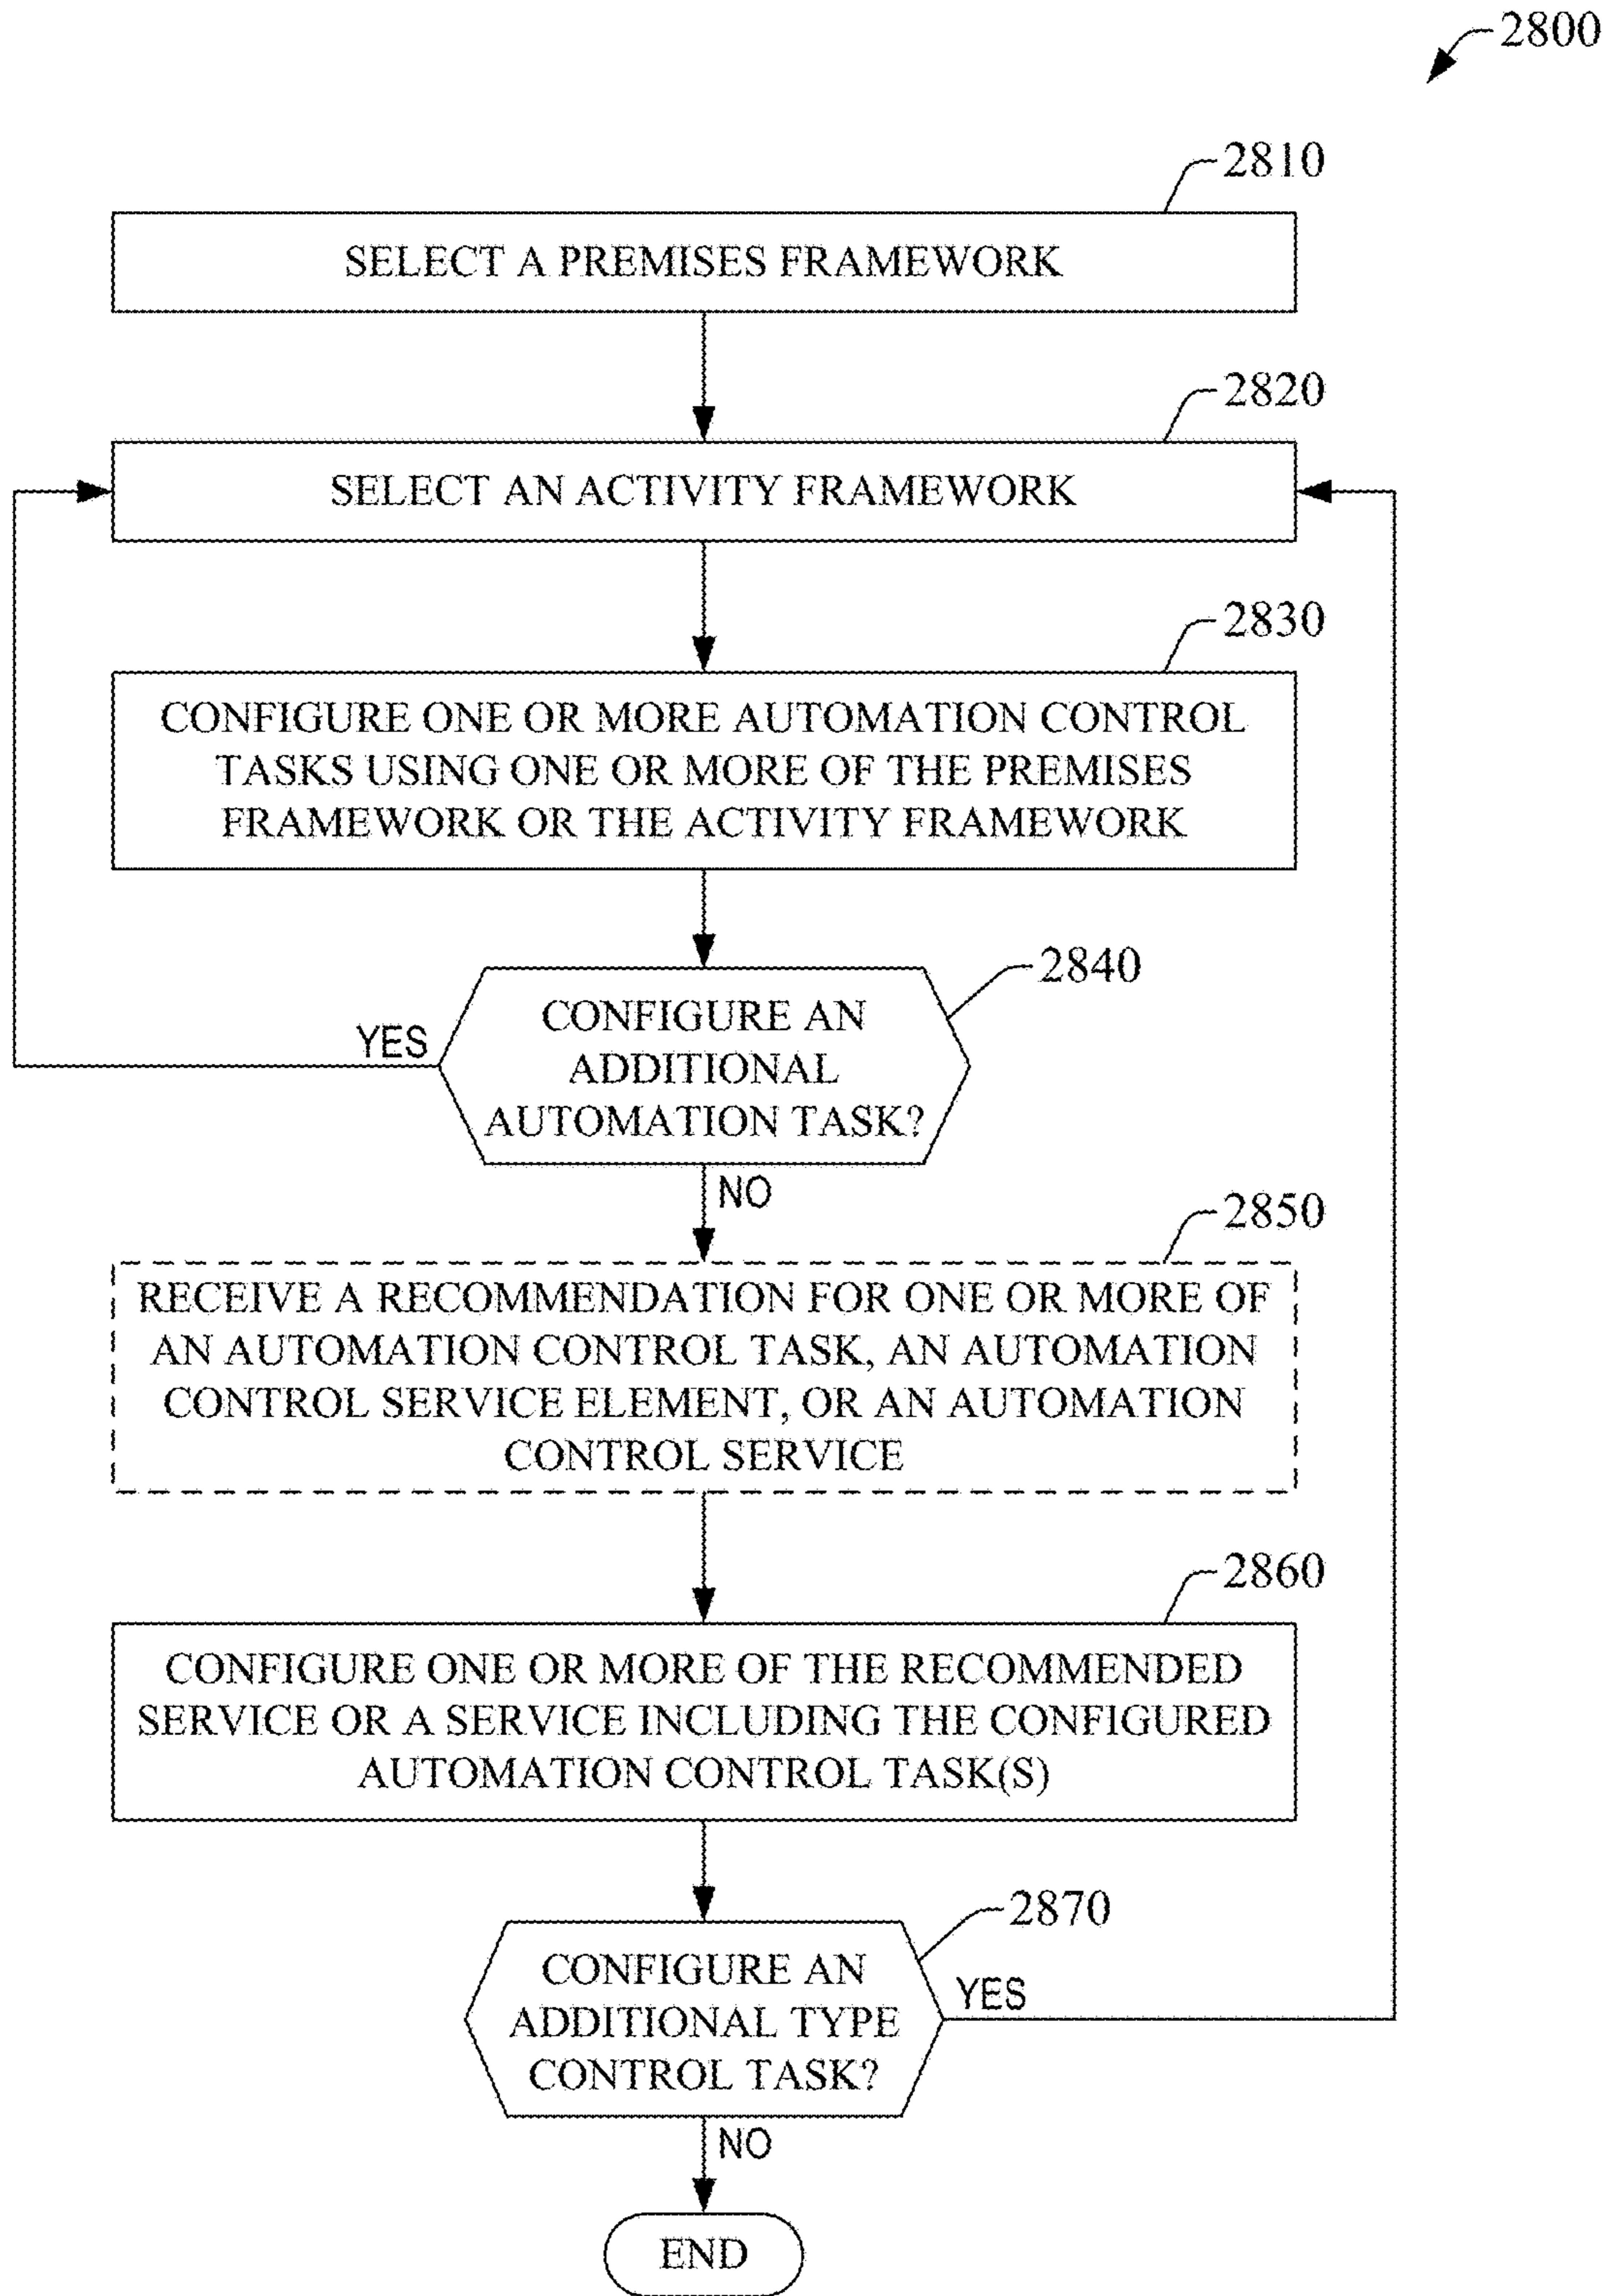 2800
2810
SELECT A PREMISES FRAMEWORK
2820
SELECT AN ACTIVITY FRAMEWORK
2830
CONFIGURE ONE OR MORE AUTOMATION CONTROL
TASKS USING ONE OR MORE OF THE PREMISES
FRAMEWORK OR THE ACTIVITY FRAMEWORK
2840
CONFIGURE AN
ADDITIONAL
AUTOMATION TASK?
YES
NO
2850
RECEIVE A RECOMMENDATION FOR ONE OR MORE OF
AN AUTOMATION CONTROL TASK, AN AUTOMATION
CONTROL SERVICE ELEMENT, OR AN AUTOMATION
CONTROL SERVICE
2860
CONFIGURE ONE OR MORE OF THE RECOMMENDED
SERVICE OR A SERVICE INCLUDING THE CONFIGURED
AUTOMATION CONTROL TASK(S)
2870
CONFIGURE AN
ADDITIONAL TYPE
CONTROL TASK?
YES
NO
END